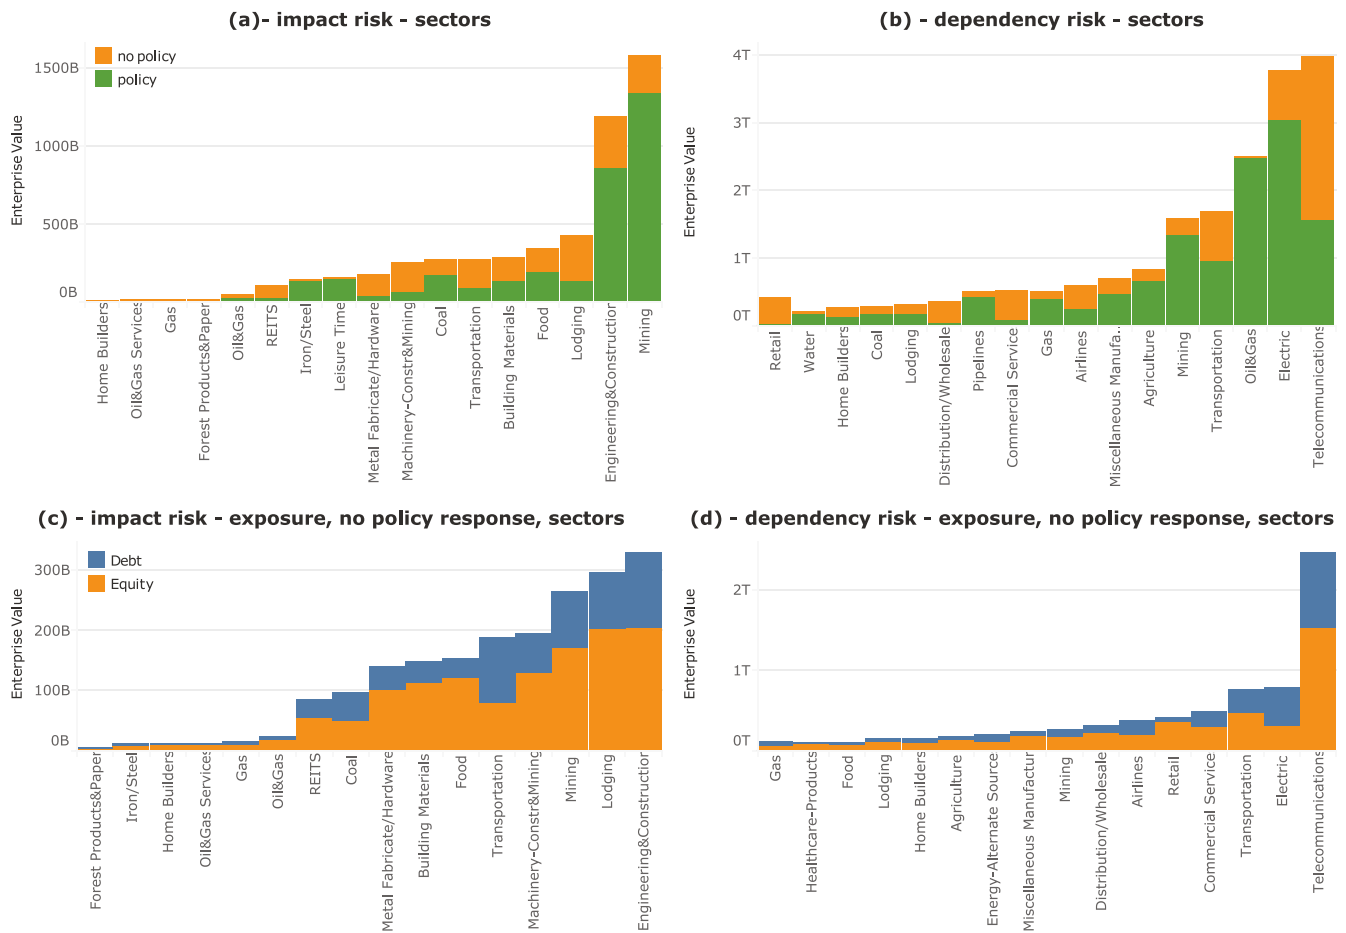 (a)- impact risk - sectors
no policy
policy
Enterprise Value
1500B
1000B
500B
0B
Home Builders
Oil&Gas Services
Gas
Forest Products&Paper
Oil&Gas
REITS
Iron/Steel
Leisure Time
Metal Fabricate/Hardware
Machinery-Constr&Mining
Coal
Transportation
Building Materials
Food
Lodging
Engineering&Construction
Mining
(b) - dependency risk - sectors
Enterprise Value
4T
3T
2T
1T
0T
Retail
Water
Home Builders
Coal
Lodging
Distribution/Wholesale
Pipelines
Commercial Service
Gas
Airlines
Miscellaneous Manufa..
Agriculture
Mining
Transportation
Oil&Gas
Electric
Telecommunications
(c) - impact risk - exposure, no policy response, sectors
Debt
Equity
Enterprise Value
300B
200B
100B
0B
Forest Products&Paper
Iron/Steel
Home Builders
Oil&Gas Services
Gas
Oil&Gas
REITS
Coal
Metal Fabricate/Hardware
Building Materials
Food
Transportation
Machinery-Constr&Mining
Mining
Lodging
Engineering&Construction
(d) - dependency risk - exposure, no policy response, sectors
Enterprise Value
2T
1T
0T
Gas
Healthcare-Products
Food
Lodging
Home Builders
Agriculture
Energy-Alternate Source
Miscellaneous Manufactur
Mining
Distribution/Wholesale
Airlines
Retail
Commercial Service
Transportation
Electric
Telecommunications